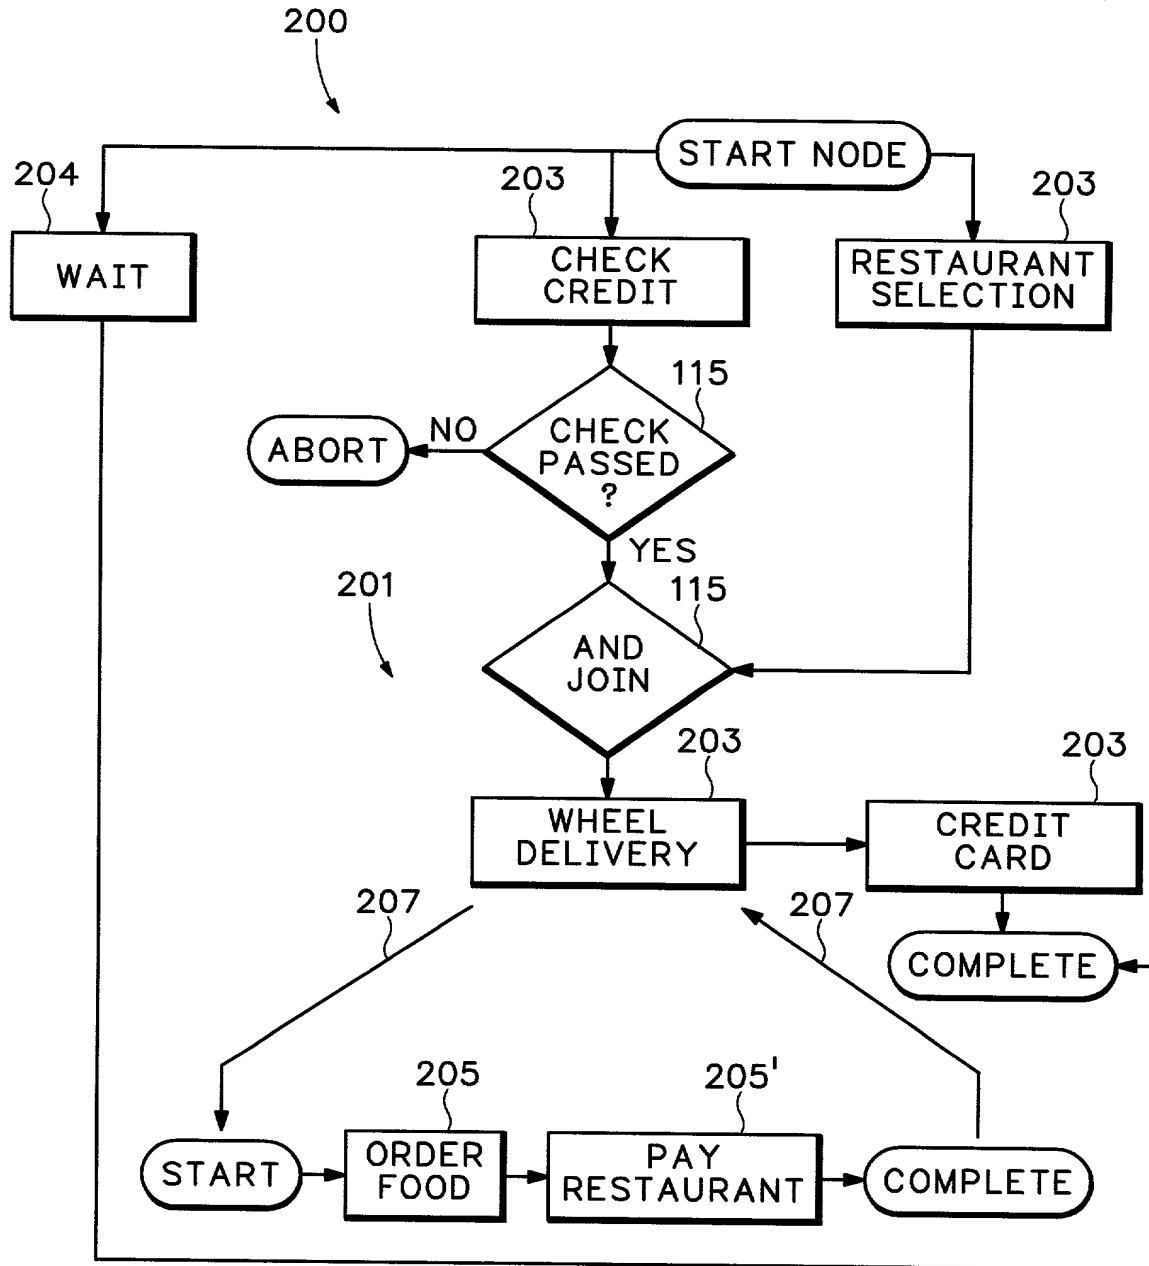 200
START NODE
204
203
203
WAIT
CHECK
CREDIT
RESTAURANT
SELECTION
115
ABORT
NO
CHECK
PASSED
?
YES
201
115
AND
JOIN
203
203
WHEEL
DELIVERY
CREDIT
CARD
207
207
COMPLETE
205
205'
START
ORDER
FOOD
PAY
RESTAURANT
COMPLETE